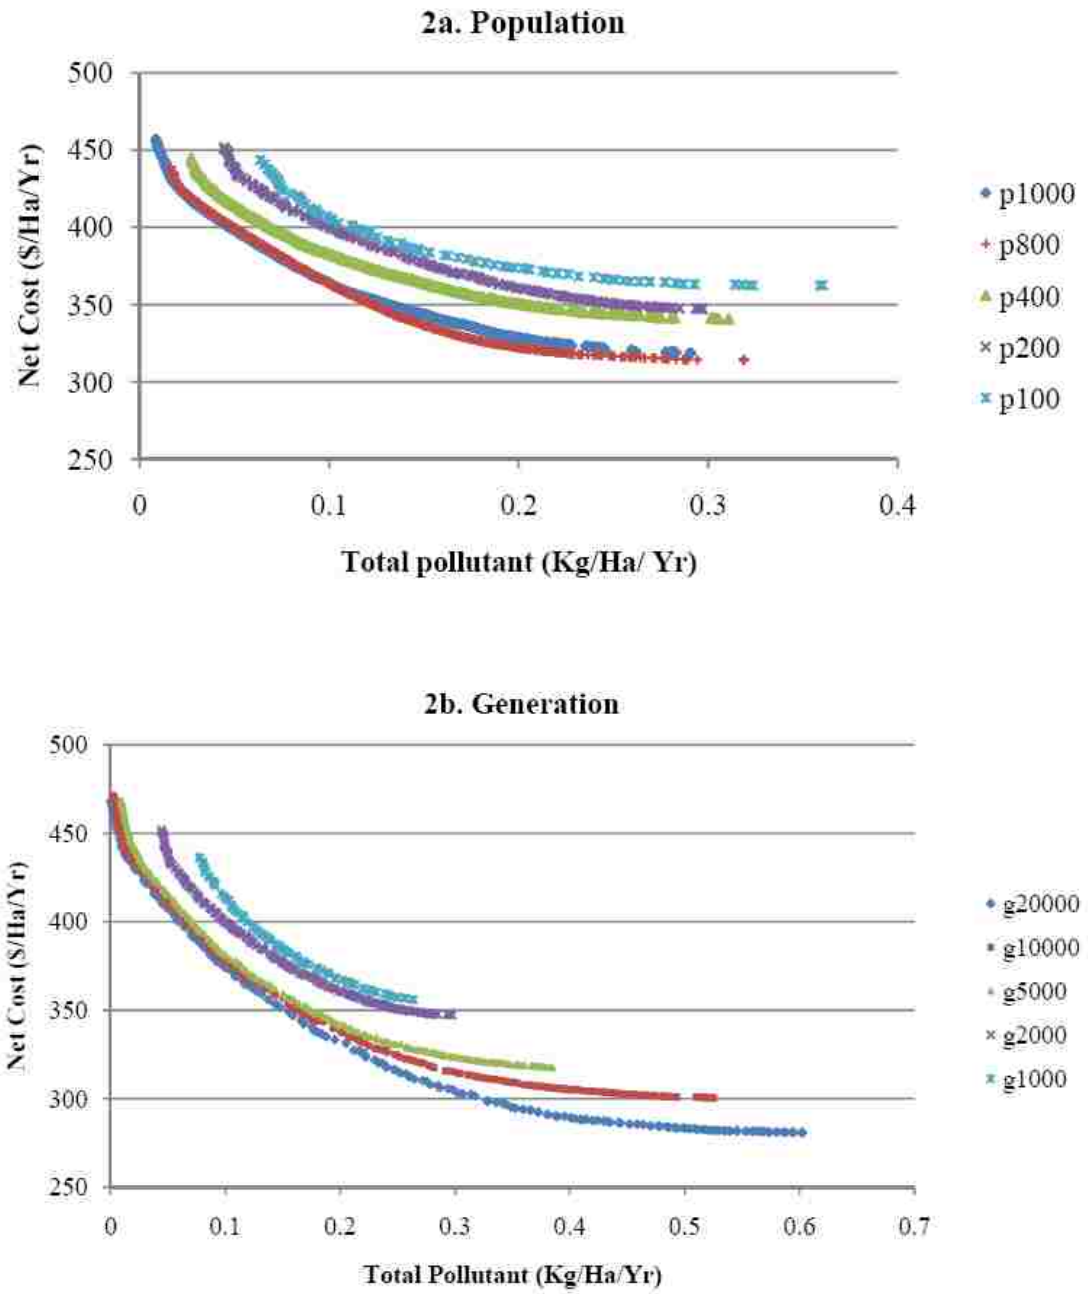 2a. Population
500
450
400
350
300
250
Net Cost ($/Ha/Yr)
0 0.1 0.2 0.3 0.4
Total pollutant (Kg/Ha/ Yr)
p1000
p800
p400
p200
p100
2b. Generation
500
450
400
350
300
250
Net Cost ($/Ha/Yr)
0 0.1 0.2 0.3 0.4 0.5 0.6 0.7
Total Pollutant (Kg/Ha/Yr)
g20000
g10000
g5000
g2000
g1000